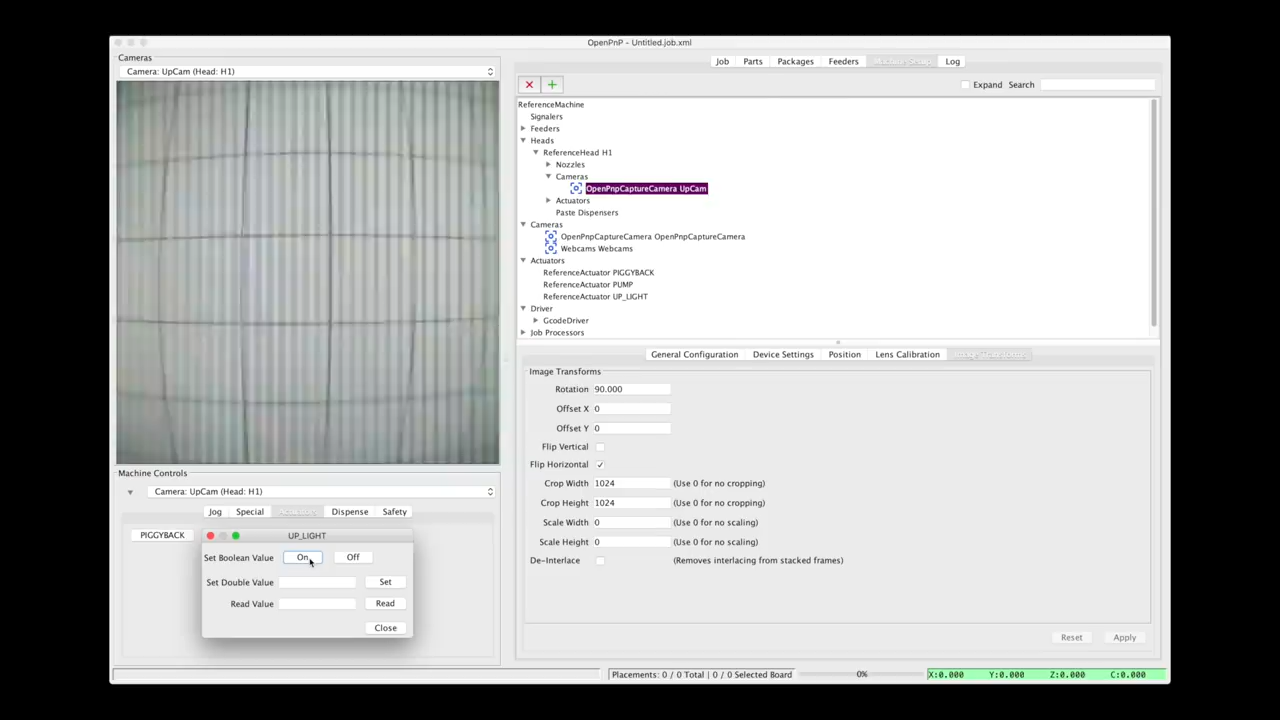 OpenPnP - Untitled.job.xml
Cameras
Camera: UpCam (Head: H1)
Job Parts Packages Feeders Machine Setup Log
Expand Search
ReferenceMachine
Signalers
Feeders
Heads
ReferenceHead H1
Nozzles
Cameras
OpenPnpCaptureCamera UpCam
Actuators
Paste Dispensers
Cameras
OpenPnpCaptureCamera OpenPnpCaptureCamera
Webcams Webcams
Actuators
ReferenceActuator PIGGYBACK
ReferenceActuator PUMP
ReferenceActuator UP_LIGHT
Driver
GcodeDriver
Job Processors
General Configuration Device Settings Position Lens Calibration Image Transforms
Image Transforms
Rotation 90.000
Offset X 0
Offset Y 0
Flip Vertical
Flip Horizontal
Crop Width 1024 (Use 0 for no cropping)
Crop Height 1024 (Use 0 for no cropping)
Scale Width 0 (Use 0 for no scaling)
Scale Height 0 (Use 0 for no scaling)
De-Interlace (Removes interlacing from stacked frames)
Reset Apply
Machine Controls
Camera: UpCam (Head: H1)
Jog Special Actuators Dispense Safety
PIGGYBACK
UP_LIGHT
Set Boolean Value On Off
Set Double Value Set
Read Value Read
Close
Placements: 0 / 0 Total | 0 / 0 Selected Board 0% X:0.000 Y:0.000 Z:0.000 C:0.000